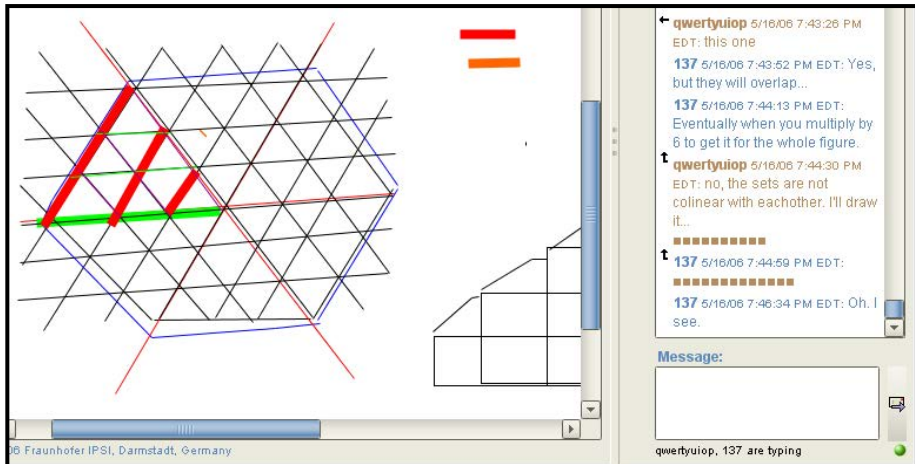 qwertyuiop 5/16/06 7:43:26 PM
EDT: this one
137 5/16/06 7:43:52 PM EDT: Yes,
but they will overlap...
137 5/16/06 7:44:13 PM EDT:
Eventually when you multiply by
6 to get it for the whole figure.
qwertyuiop 5/16/06 7:44:30 PM
EDT: no, the sets are not
colinear with eachother. I'll draw
it...
137 5/16/06 7:44:59 PM EDT:
137 5/16/06 7:46:34 PM EDT: Oh. I
see.
Message:
qwertyuiop, 137 are typing
06 Fraunhofer IPSI, Darmstadt, Germany